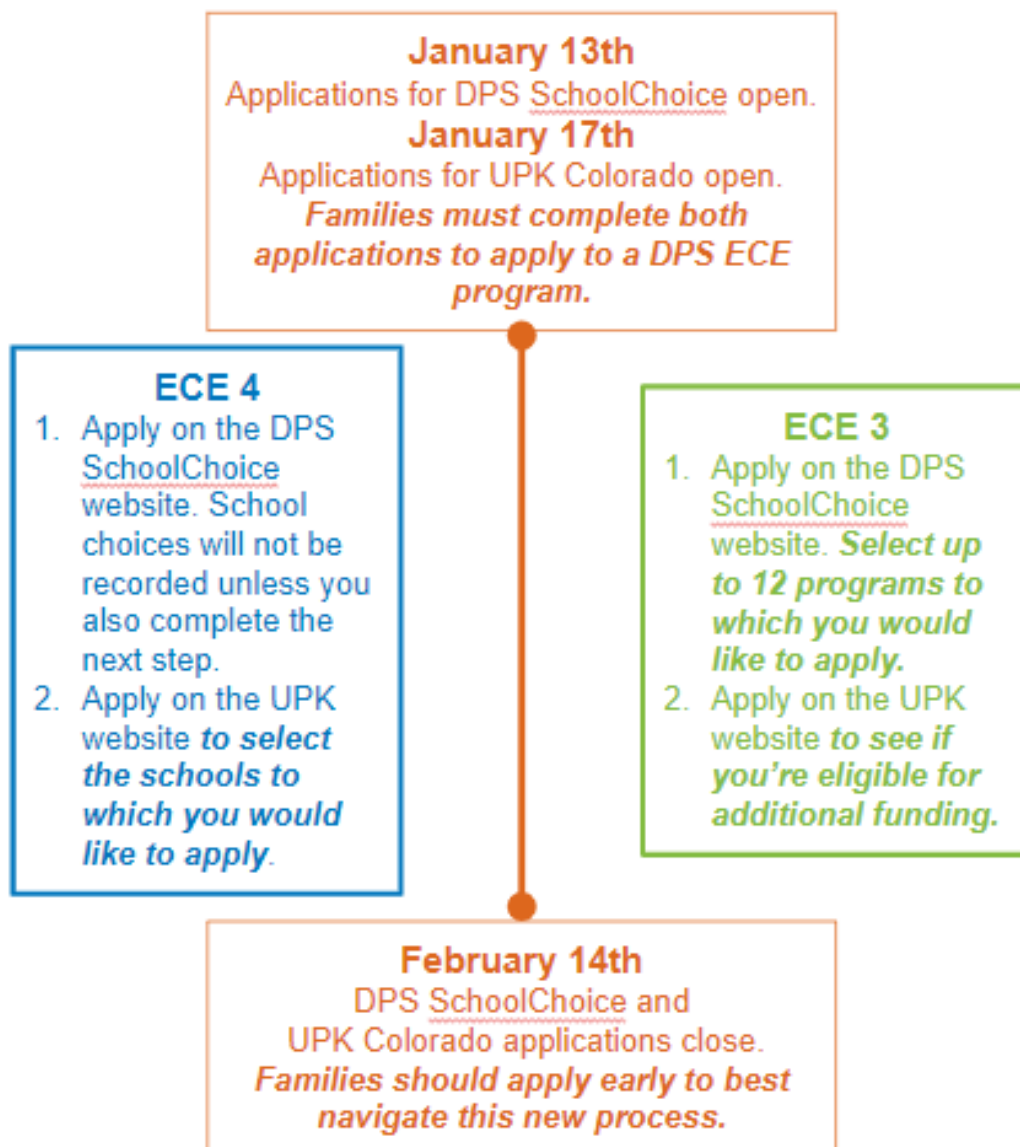 January 13th
Applications for DPS SchoolChoice open.
January 17th
Applications for UPK Colorado open.
Families must complete both
applications to apply to a DPS ECE
program.
ECE 4
1. Apply on the DPS
SchoolChoice
website. School
choices will not be
recorded unless you
also complete the
next step.
2. Apply on the UPK
website to select
the schools to
which you would
like to apply.
ECE 3
1. Apply on the DPS
SchoolChoice
website. Select up
to 12 programs to
which you would
like to apply.
2. Apply on the UPK
website to see if
you’re eligible for
additional funding.
February 14th
DPS SchoolChoice and
UPK Colorado applications close.
Families should apply early to best
navigate this new process.